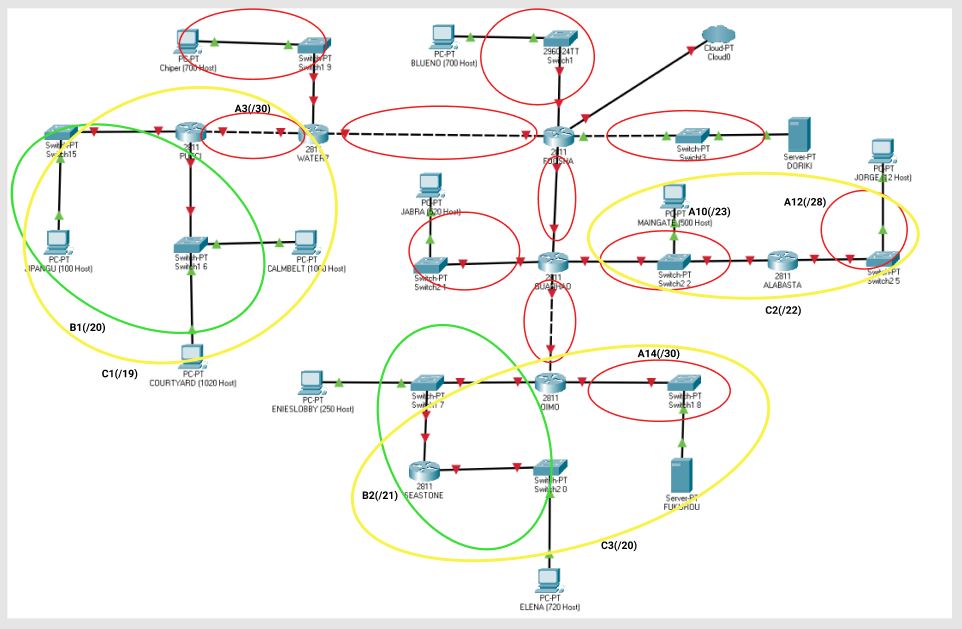 PC-PT
Chiper (700 Host)
Switch-PT
Switch1 9
PC-PT
BLUENO (700 Host)
2960-24TT
Switch1
Cloud-PT
Cloud0
A3(/30)
Switch-PT
Switch15
2811
PUCCI
2811
WATER7
2811
FOOSHA
Switch-PT
Swicht3
Server-PT
DORIKI
PC-PT
JORGE (12 Host)
PC-PT
JABRA (520 Host)
PC-PT
MAINGATE (500 Host)
A10(/23)
A12(/28)
PC-PT
JIPANGU (100 Host)
Switch-PT
Switch1 6
PC-PT
CALMBELT (1000 Host)
Switch-PT
Switch2 1
2811
GUANHAO
Switch-PT
Switch2 2
2811
ALABASTA
Switch-PT
Switch2 5
C2(/22)
B1(/20)
C1(/19)
PC-PT
COURTYARD (1020 Host)
A14(/30)
PC-PT
ENIESLOBBY (250 Host)
Switch-PT
Switch1 7
2811
OIMO
Switch-PT
Switch1 8
2811
SEASTONE
B2(/21)
Switch-PT
Switch2 0
Server-PT
FUKUROU
C3(/20)
PC-PT
ELENA (720 Host)